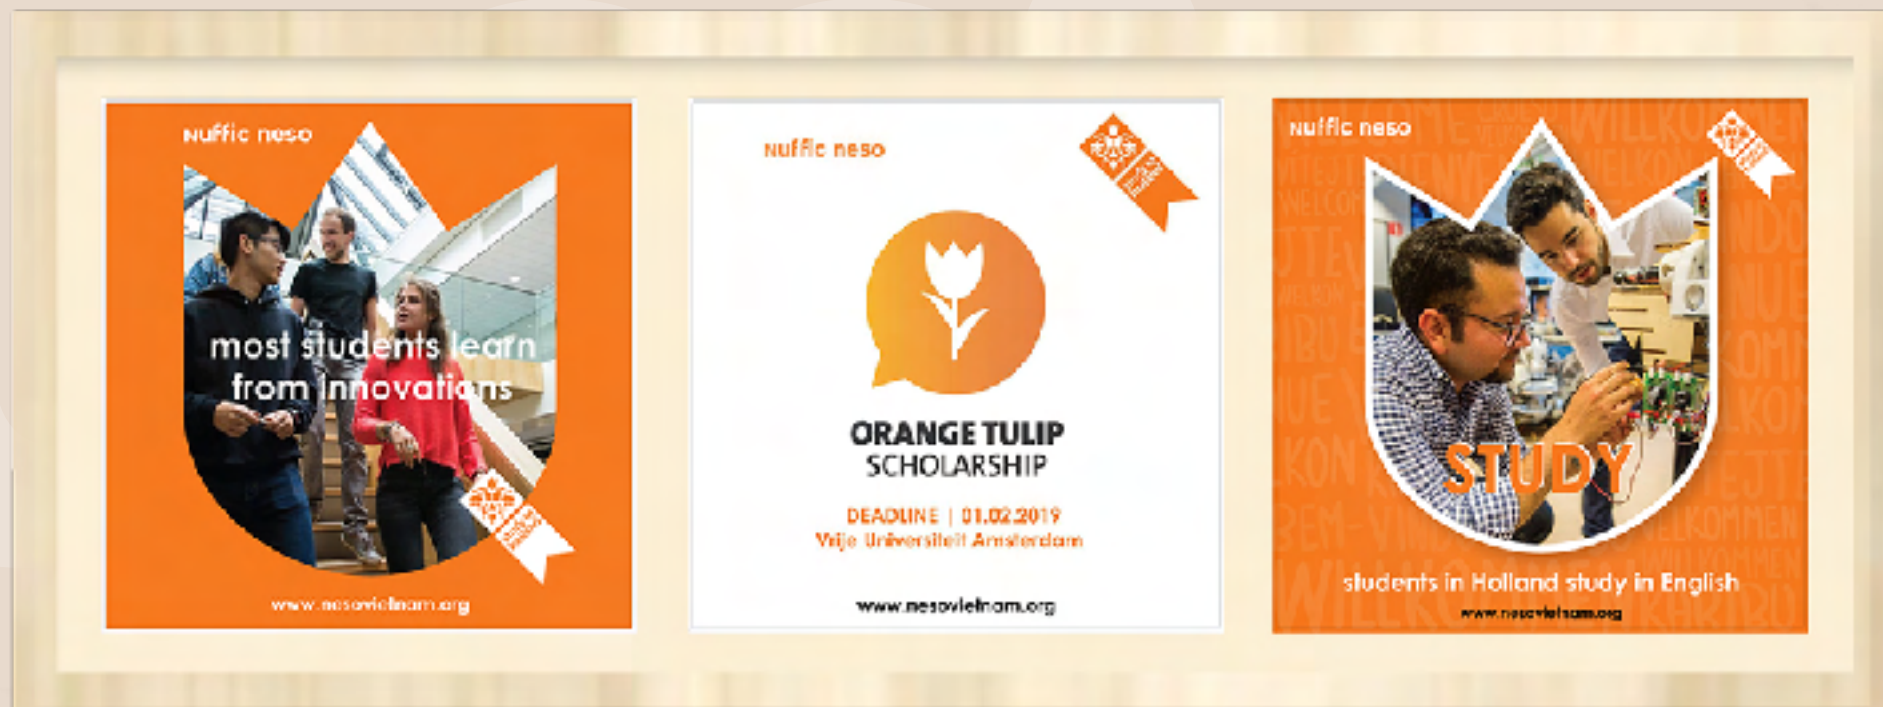 Nuffic neso
most students learn
from innovations
www.nesovietnam.org
Nuffic neso
ORANGE TULIP
SCHOLARSHIP
DEADLINE | 01.02.2019
Vrije Universiteit Amsterdam
www.nesovietnam.org
Nuffic neso
STUDY
students in Holland study in English
www.nesovietnam.org